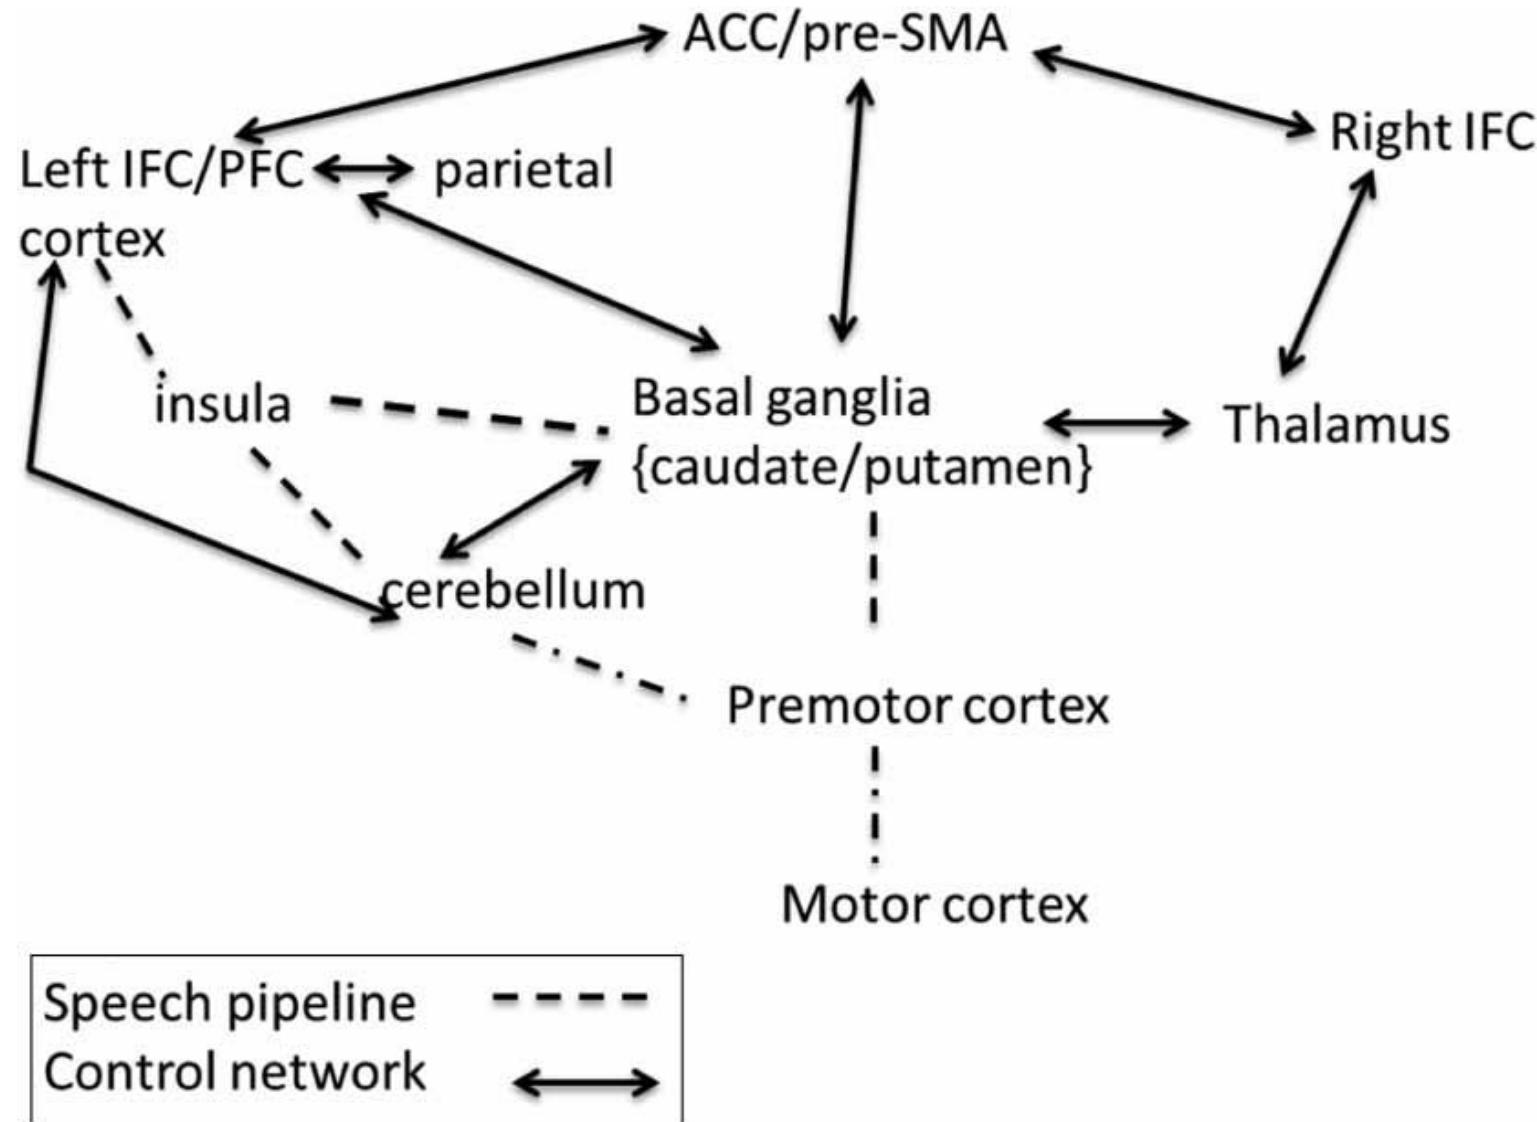 ACC/pre-SMA
Right IFC
Left IFC/PFC
parietal
cortex
insula
Basal ganglia
{caudate/putamen}
Thalamus
cerebellum
Premotor cortex
Motor cortex
Speech pipeline
Control network